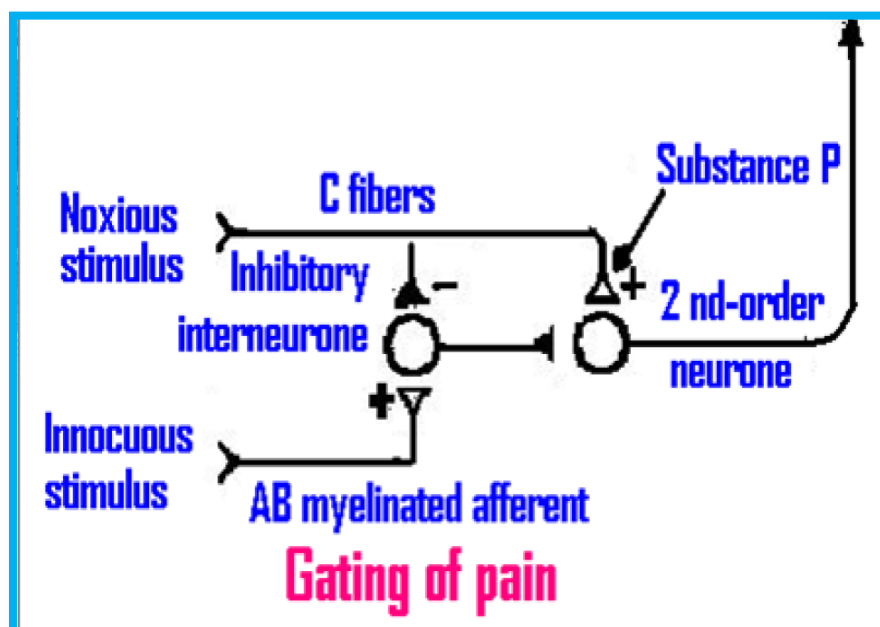 Substance P
C fibers
Noxious
stimulus
Inhibitory
interneurone
-
+
2 nd-order
neurone
+
Innocuous
stimulus
AB myelinated afferent
Gating of pain